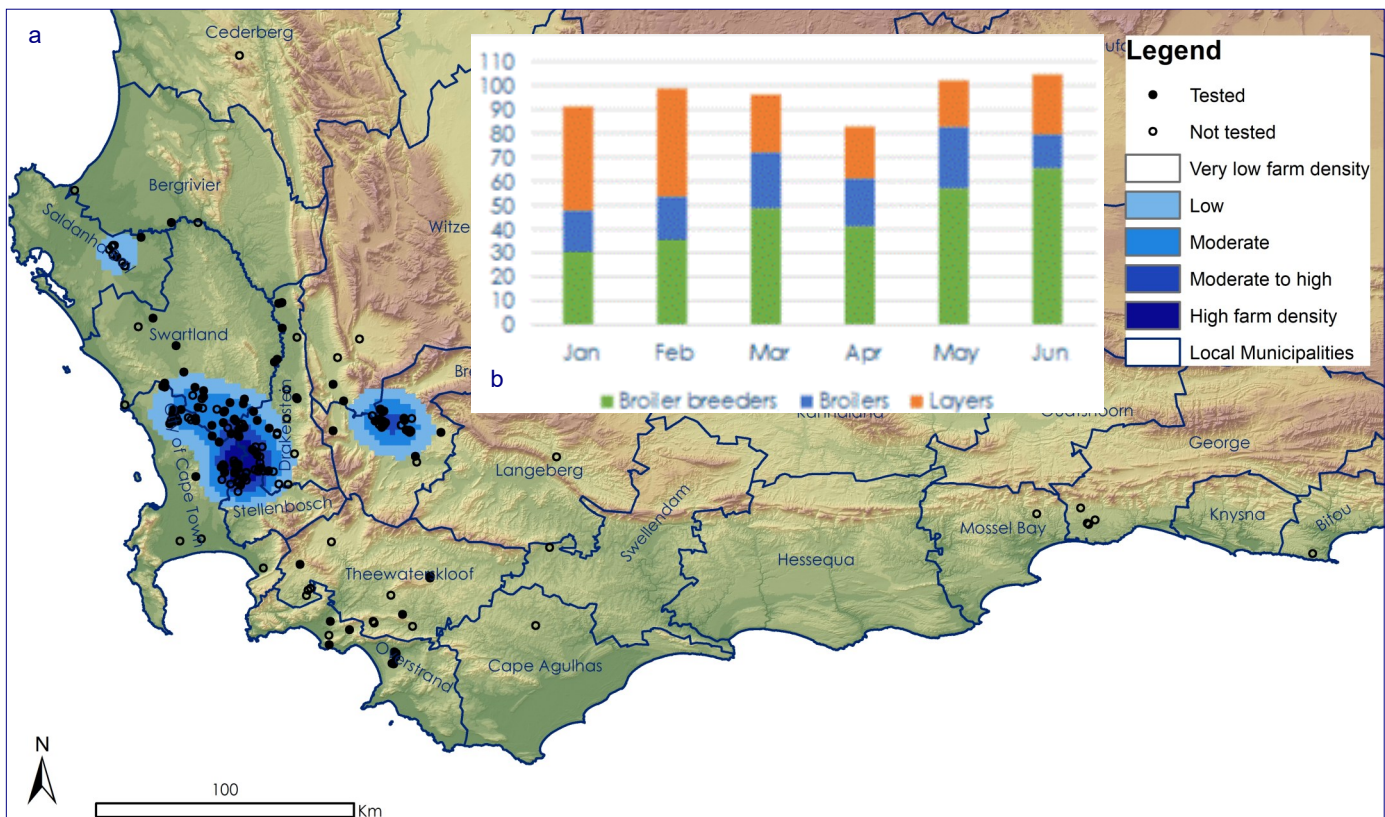 a
Cederberg
Bergrivier
Saldanha
Swartland
Drakenstein
City of Cape Town
Stellenbosch
Langeberg
Swellendam
Theewaterskloof
Overstrand
Cape Agulhas
Hessequa
Mossel Bay
George
Knysna
Bitou
110
100
90
80
70
60
50
40
30
20
10
0
Jan Feb Mar Apr May Jun
b
Broiler breeders Broilers Layers
Legend
Tested
Not tested
Very low farm density
Low
Moderate
Moderate to high
High farm density
Local Municipalities
N
100
Km